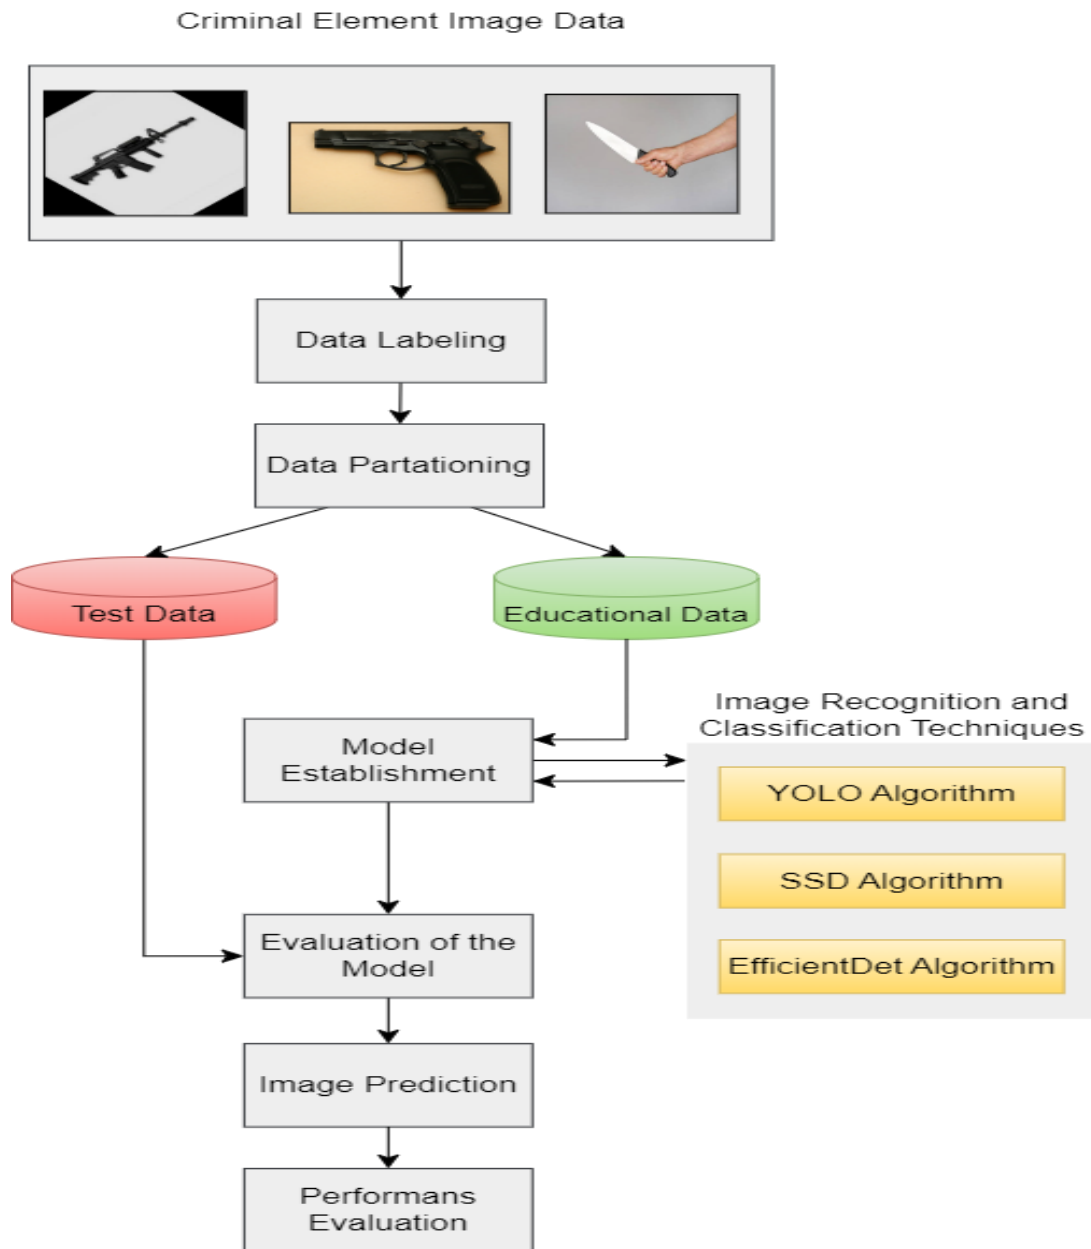 Criminal Element Image Data
Data Labeling
Data Partationing
Test Data
Educational Data
Image Recognition and
Classification Techniques
Model
Establishment
YOLO Algorithm
SSD Algorithm
EfficientDet Algorithm
Evaluation of the
Model
Image Prediction
Performans
Evaluation